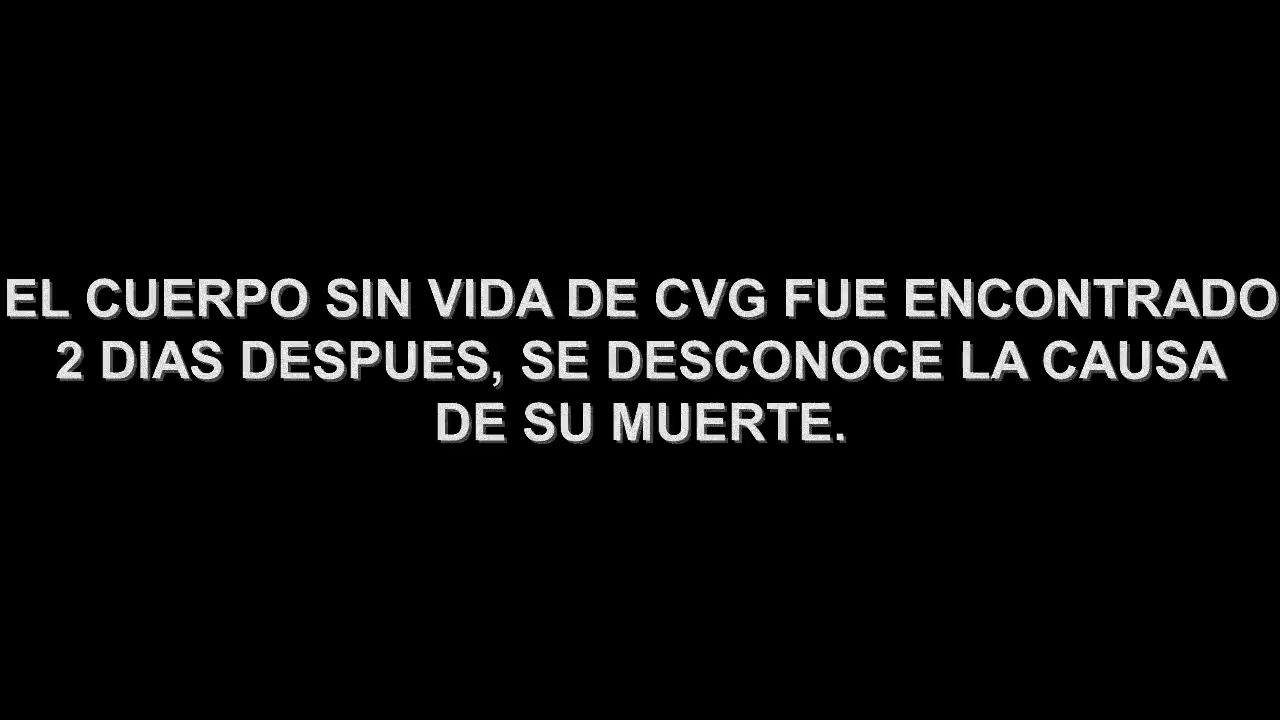 EL CUERPO SIN VIDA DE CVG FUE ENCONTRADO
2 DIAS DESPUES, SE DESCONOCE LA CAUSA
DE SU MUERTE.